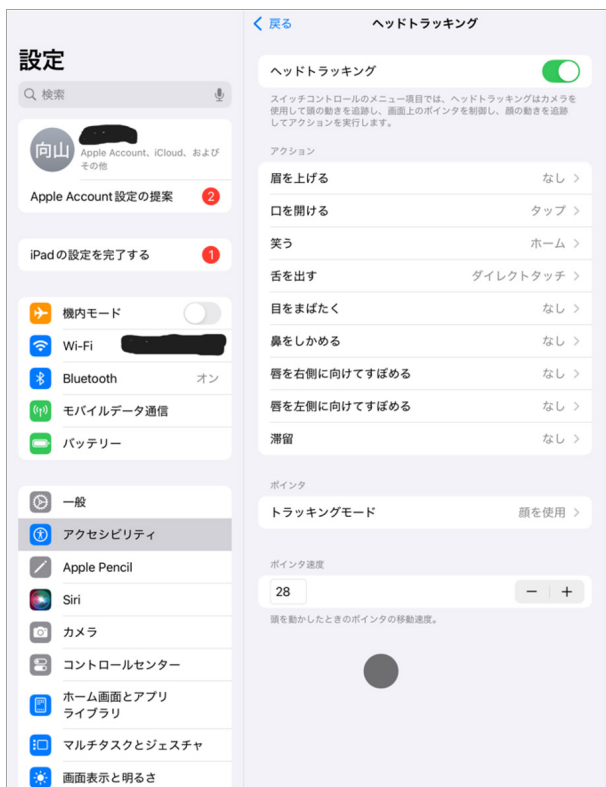 設定
検索
向山
Apple Account、iCloud、および
その他
Apple Account設定の提案
2
iPadの設定を完了する
1
機内モード
Wi-Fi
Bluetooth
オン
モバイルデータ通信
バッテリー
一般
アクセシビリティ
Apple Pencil
Siri
カメラ
コントロールセンター
ホーム画面とアプリ
ライブラリ
マルチタスクとジェスチャ
画面表示と明るさ
戻る
ヘッドトラッキング
ヘッドトラッキング
スイッチコントロールのメニュー項目では、ヘッドトラッキングはカメラを
使用して頭の動きを追跡し、画面上のポインタを制御し、顔の動きを追跡
してアクションを実行します。
アクション
眉を上げる なし
口を開ける タップ
笑う ホーム
舌を出す ダイレクトタッチ
目をまばたく なし
鼻をしかめる なし
唇を右側に向けてすぼめる なし
唇を左側に向けてすぼめる なし
滞留 なし
ポインタ
トラッキングモード 顔を使用
ポインタ速度
28 − +
頭を動かしたときのポインタの移動速度。